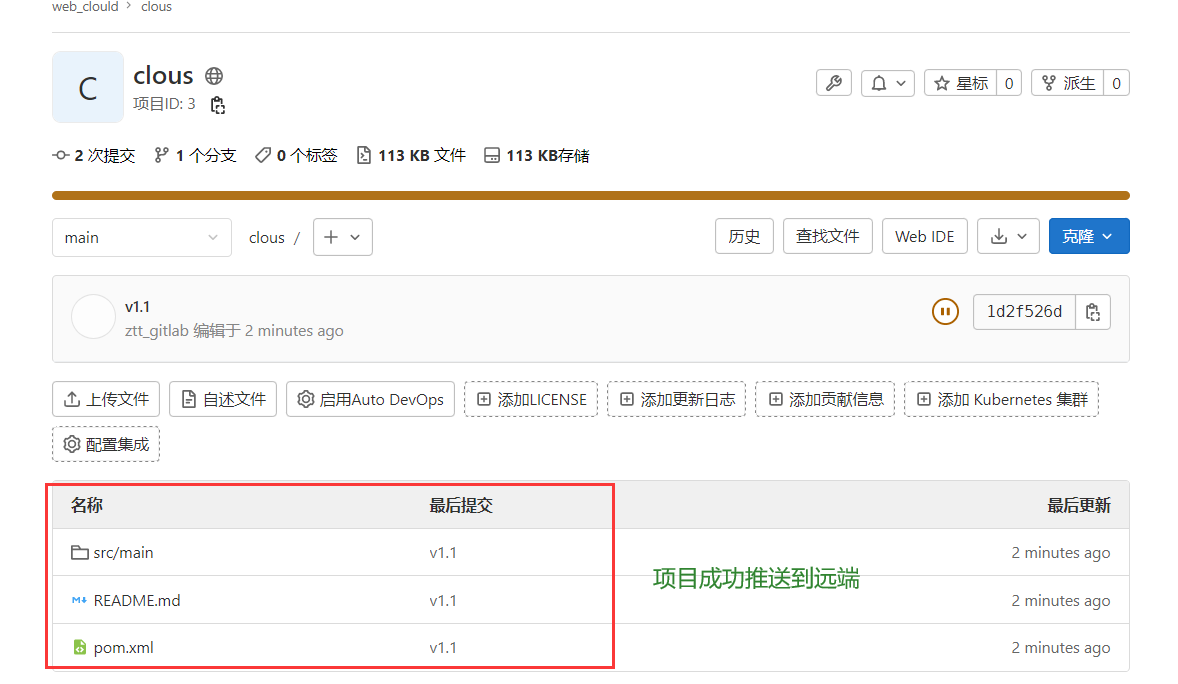 web_clould > clous
C
clous
项目ID: 3
星标 0
派生 0
2 次提交 1 个分支 0 个标签 113 KB 文件 113 KB存储
main clous / + 历史 查找文件 Web IDE 克隆
v1.1
ztt_gitlab 编辑于 2 minutes ago
1d2f526d
上传文件 自述文件 启用Auto DevOps 添加LICENSE 添加更新日志 添加贡献信息 添加 Kubernetes 集群
配置集成
名称 最后提交 最后更新
src/main v1.1 2 minutes ago
项目成功推送到远端
README.md v1.1 2 minutes ago
pom.xml v1.1 2 minutes ago